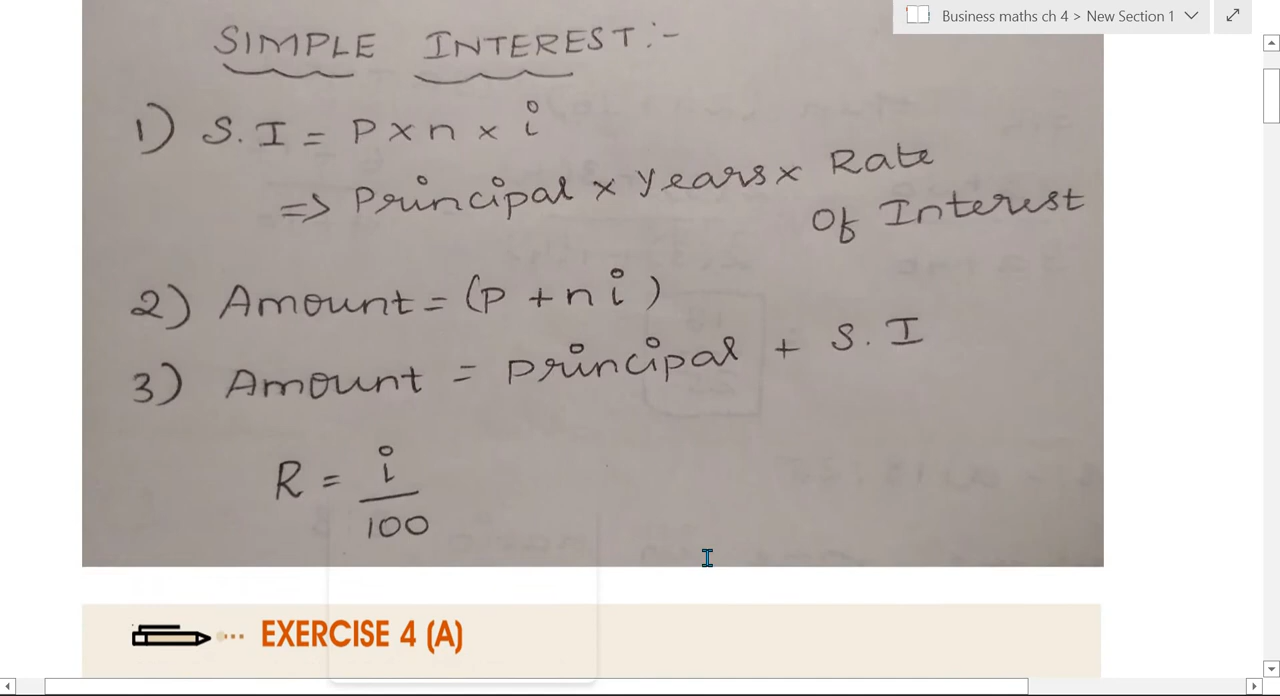 Business maths ch 4 > New Section 1
SIMPLE INTEREST:-
1) S.I = P x n x i
=> Principal x Years x Rate
Of Interest
2) Amount = (P + n i)
3) Amount = Principal + S.I
R = i
100
EXERCISE 4 (A)